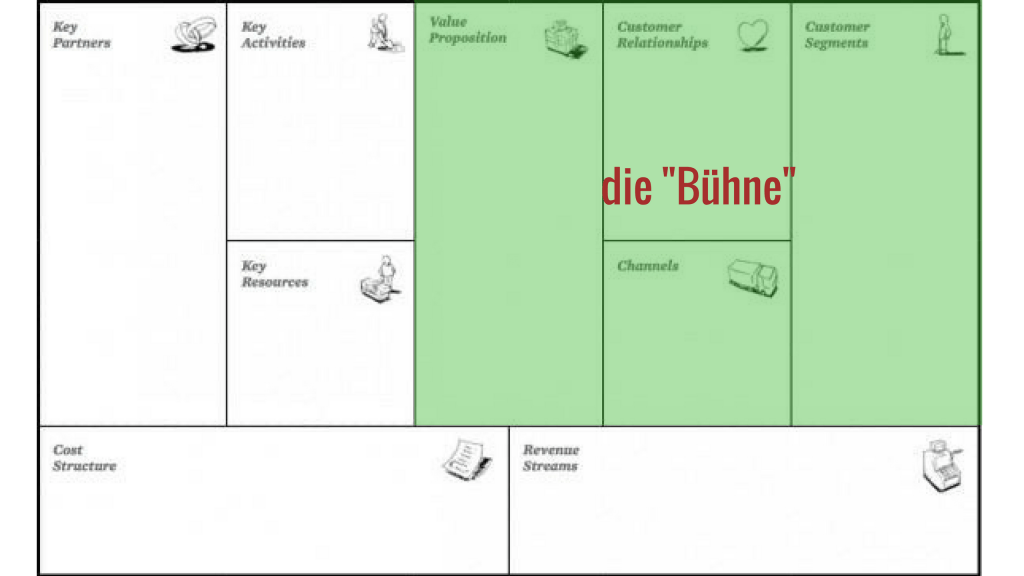 Key
Partners
Key
Activities
Value
Proposition
Customer
Relationships
Customer
Segments
die "Bühne"
Key
Resources
Channels
Cost
Structure
Revenue
Streams